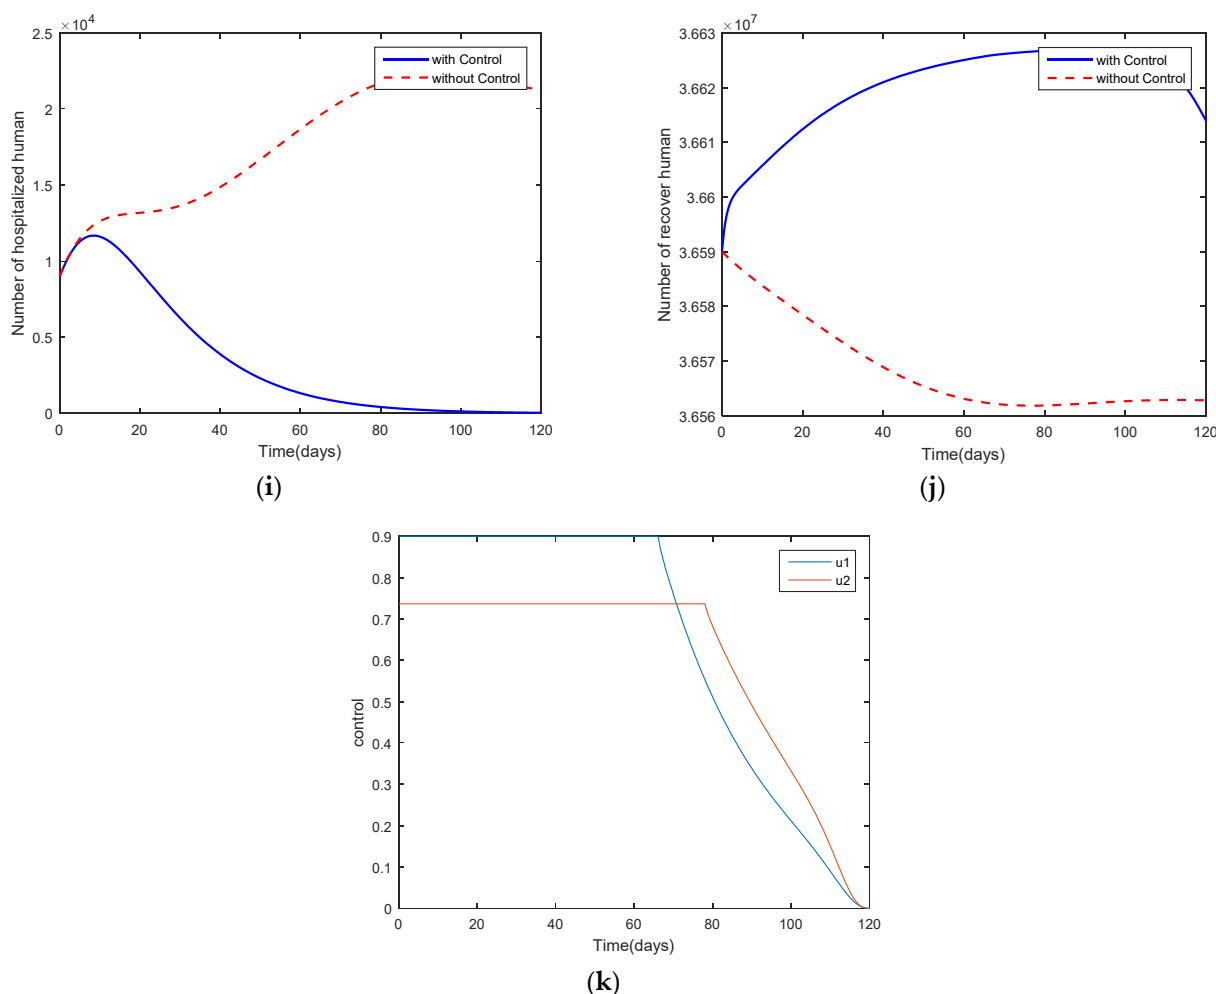 ×10⁴
2.5
2
1.5
1
0.5
0
0 20 40 60 80 100 120
Number of hospitalized human
Time(days)
with Control
without Control
(i)
×10⁷
3.663
3.662
3.661
3.66
3.659
3.658
3.657
3.656
0 20 40 60 80 100 120
Number of recover human
Time(days)
with Control
without Control
(j)
0.9
0.8
0.7
0.6
0.5
0.4
0.3
0.2
0.1
0
0 20 40 60 80 100 120
control
Time(days)
u1
u2
(k)